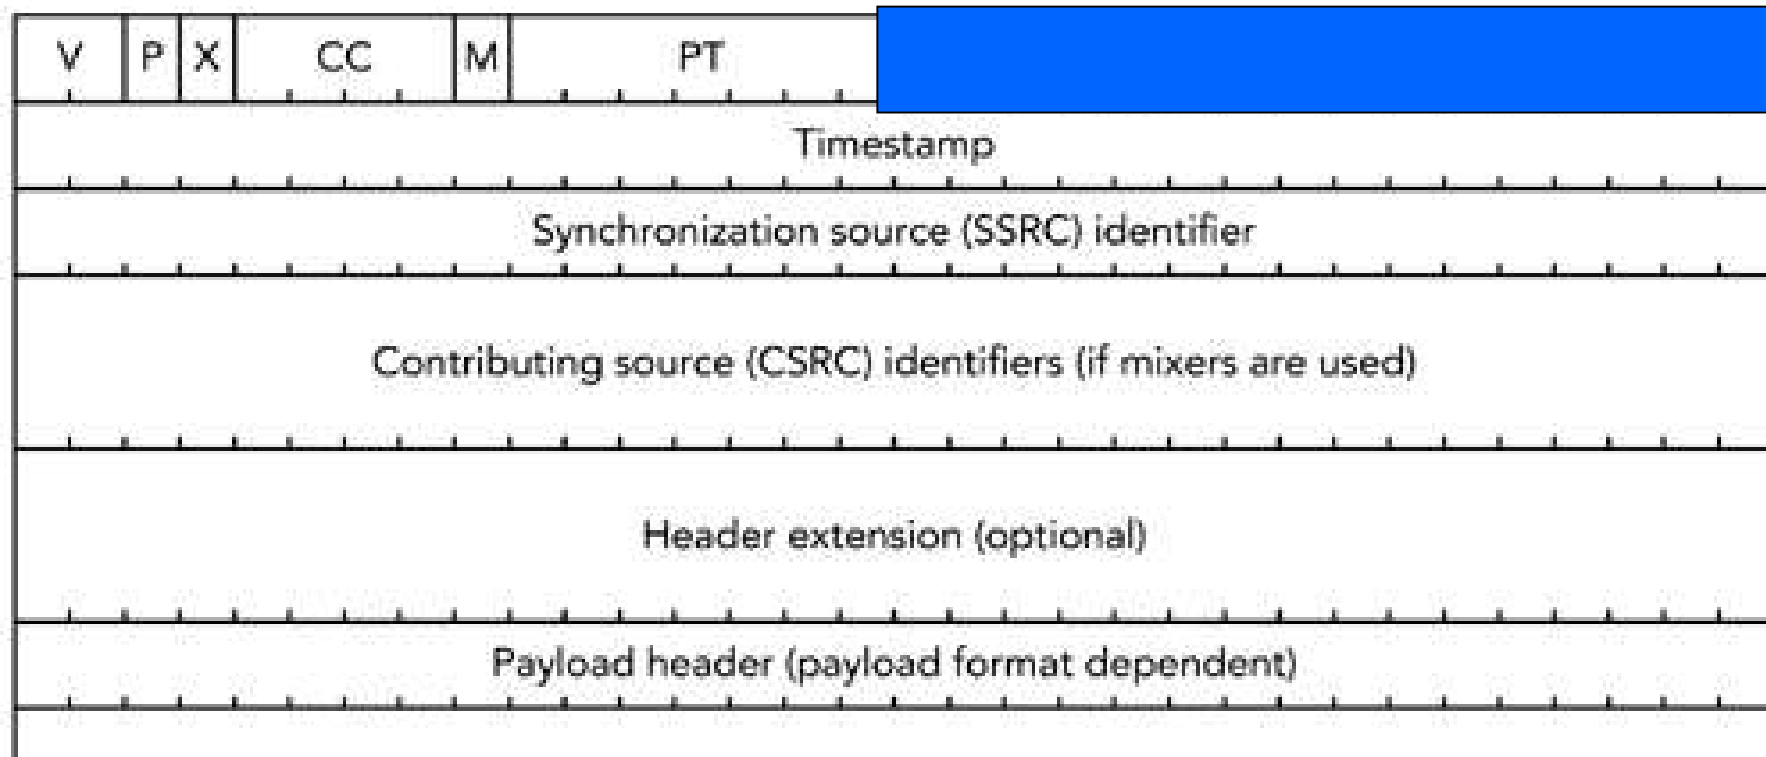 V P X CC M PT
Timestamp
Synchronization source (SSRC) identifier
Contributing source (CSRC) identifiers (if mixers are used)
Header extension (optional)
Payload header (payload format dependent)